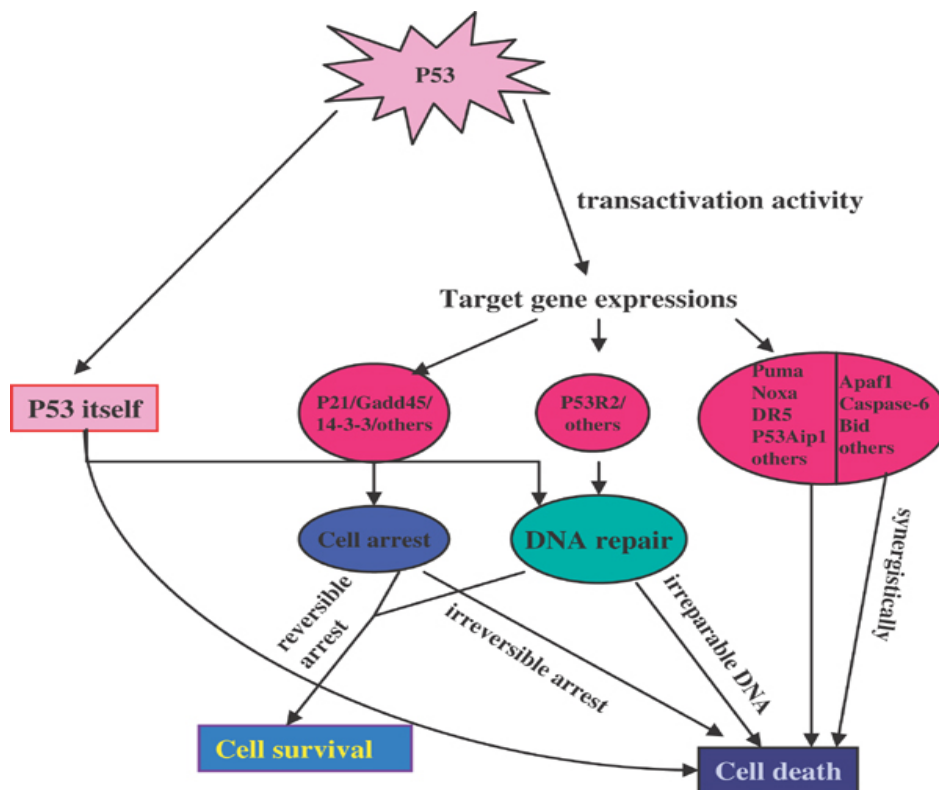 P53
transactivation activity
Target gene expressions
P53 itself
P21/Gadd45/
14-3-3/others
P53R2/
others
Puma
Noxa
DR5
P53Aip1
others
Apaf1
Caspase-6
Bid
others
Cell arrest
DNA repair
synergistically
reversible
arrest
irreversible arrest
irreparable DNA
Cell survival
Cell death